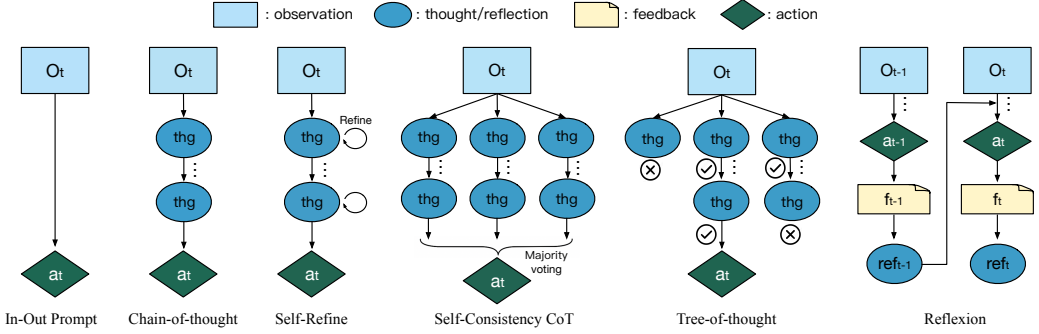 : observation : thought/reflection : feedback : action
Ot Ot Ot Ot Ot Ot-1 Ot
thg thg Refine thg thg thg thg thg thg at-1 at
thg thg thg thg thg thg thg ft-1 ft
Majority
voting
at at at at at reft-1 reft
In-Out Prompt Chain-of-thought Self-Refine Self-Consistency CoT Tree-of-thought Reflexion